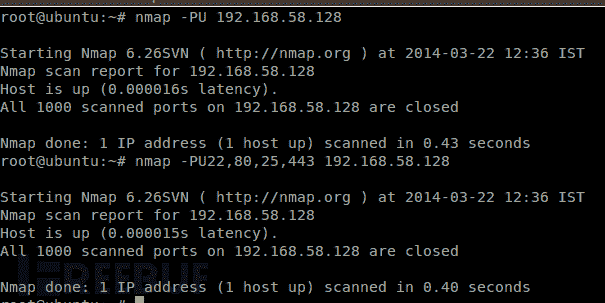 root@ubuntu:~# nmap -PU 192.168.58.128
Starting Nmap 6.26SVN ( http://nmap.org ) at 2014-03-22 12:36 IST
Nmap scan report for 192.168.58.128
Host is up (0.000016s latency).
All 1000 scanned ports on 192.168.58.128 are closed
Nmap done: 1 IP address (1 host up) scanned in 0.43 seconds
root@ubuntu:~# nmap -PU22,80,25,443 192.168.58.128
Starting Nmap 6.26SVN ( http://nmap.org ) at 2014-03-22 12:36 IST
Nmap scan report for 192.168.58.128
Host is up (0.000015s latency).
All 1000 scanned ports on 192.168.58.128 are closed
Nmap done: 1 IP address (1 host up) scanned in 0.40 seconds
root@ubuntu:~#